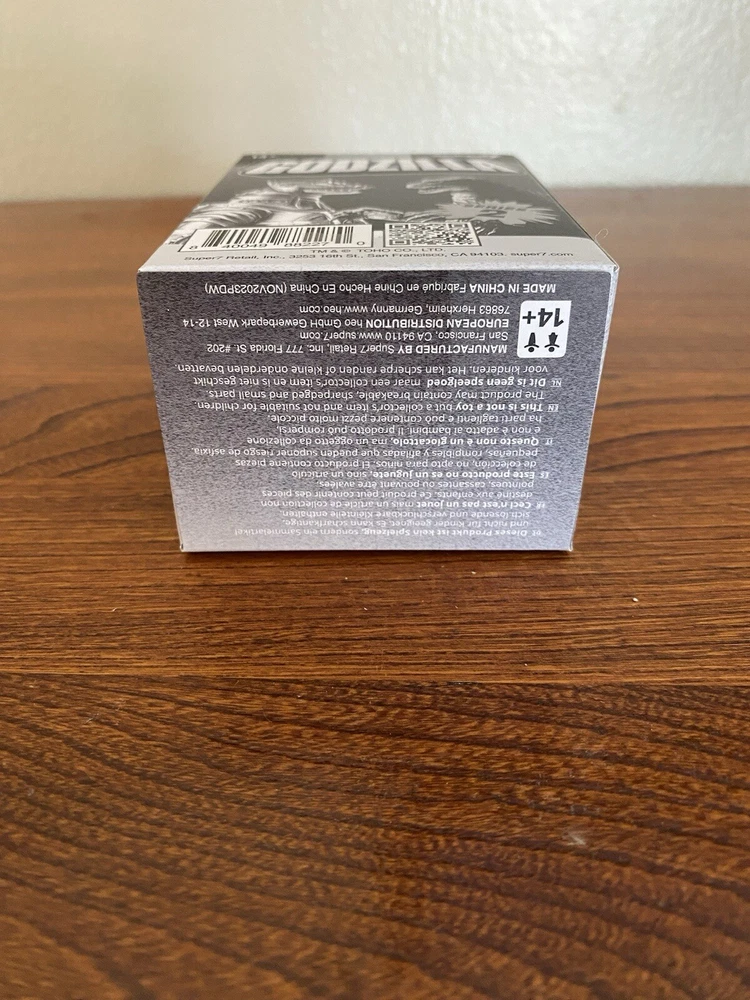 GODZILLA
8 40049 88227 0
TM & © TOHO CO., LTD.
Super7 Retail, Inc., 3253 16th St., San Francisco, CA 94103. super7.com
Dieses Produkt ist kein Spielzeug, sondern ein Sammelartikel
und nicht für Kinder geeignet. Es kann scharfkantige,
sich lösende und verschluckbare Kleinteile enthalten.
FR Ceci n'est pas un jouet mais un article de collection non
destiné aux enfants. Ce produit peut contenir des pièces
pointues, cassantes ou pouvant être avalées.
ES Este producto no es un juguete, sino un artículo
de colección, no apto para niños. El producto contiene piezas
pequeñas, rompibles y afiladas que pueden suponer riesgo de asfixia.
IT Questo non è un giocattolo, ma un oggetto da collezione
e non è adatto ai bambini. Il prodotto può rompersi,
ha parti taglienti e può contenere pezzi molto piccole.
EN This is not a toy but a collector's item and not suitable for children.
The product may contain breakable, sharp-edged and small parts.
NL Dit is geen speelgoed maar een collector's item en is niet geschikt
voor kinderen. Het kan scherpe randen of kleine onderdelen bevatten
14+
MANUFACTURED BY Super7 Retail, Inc. 777 Florida St. #202
San Francisco, CA 94110 www.super7.com
EUROPEAN DISTRIBUTION heo GmbH Gewerbepark West 12-14
76863 Herxheim, Germanny www.heo.com
MADE IN CHINA Fabriqué en Chine Hecho En China (NOV2023PDW)